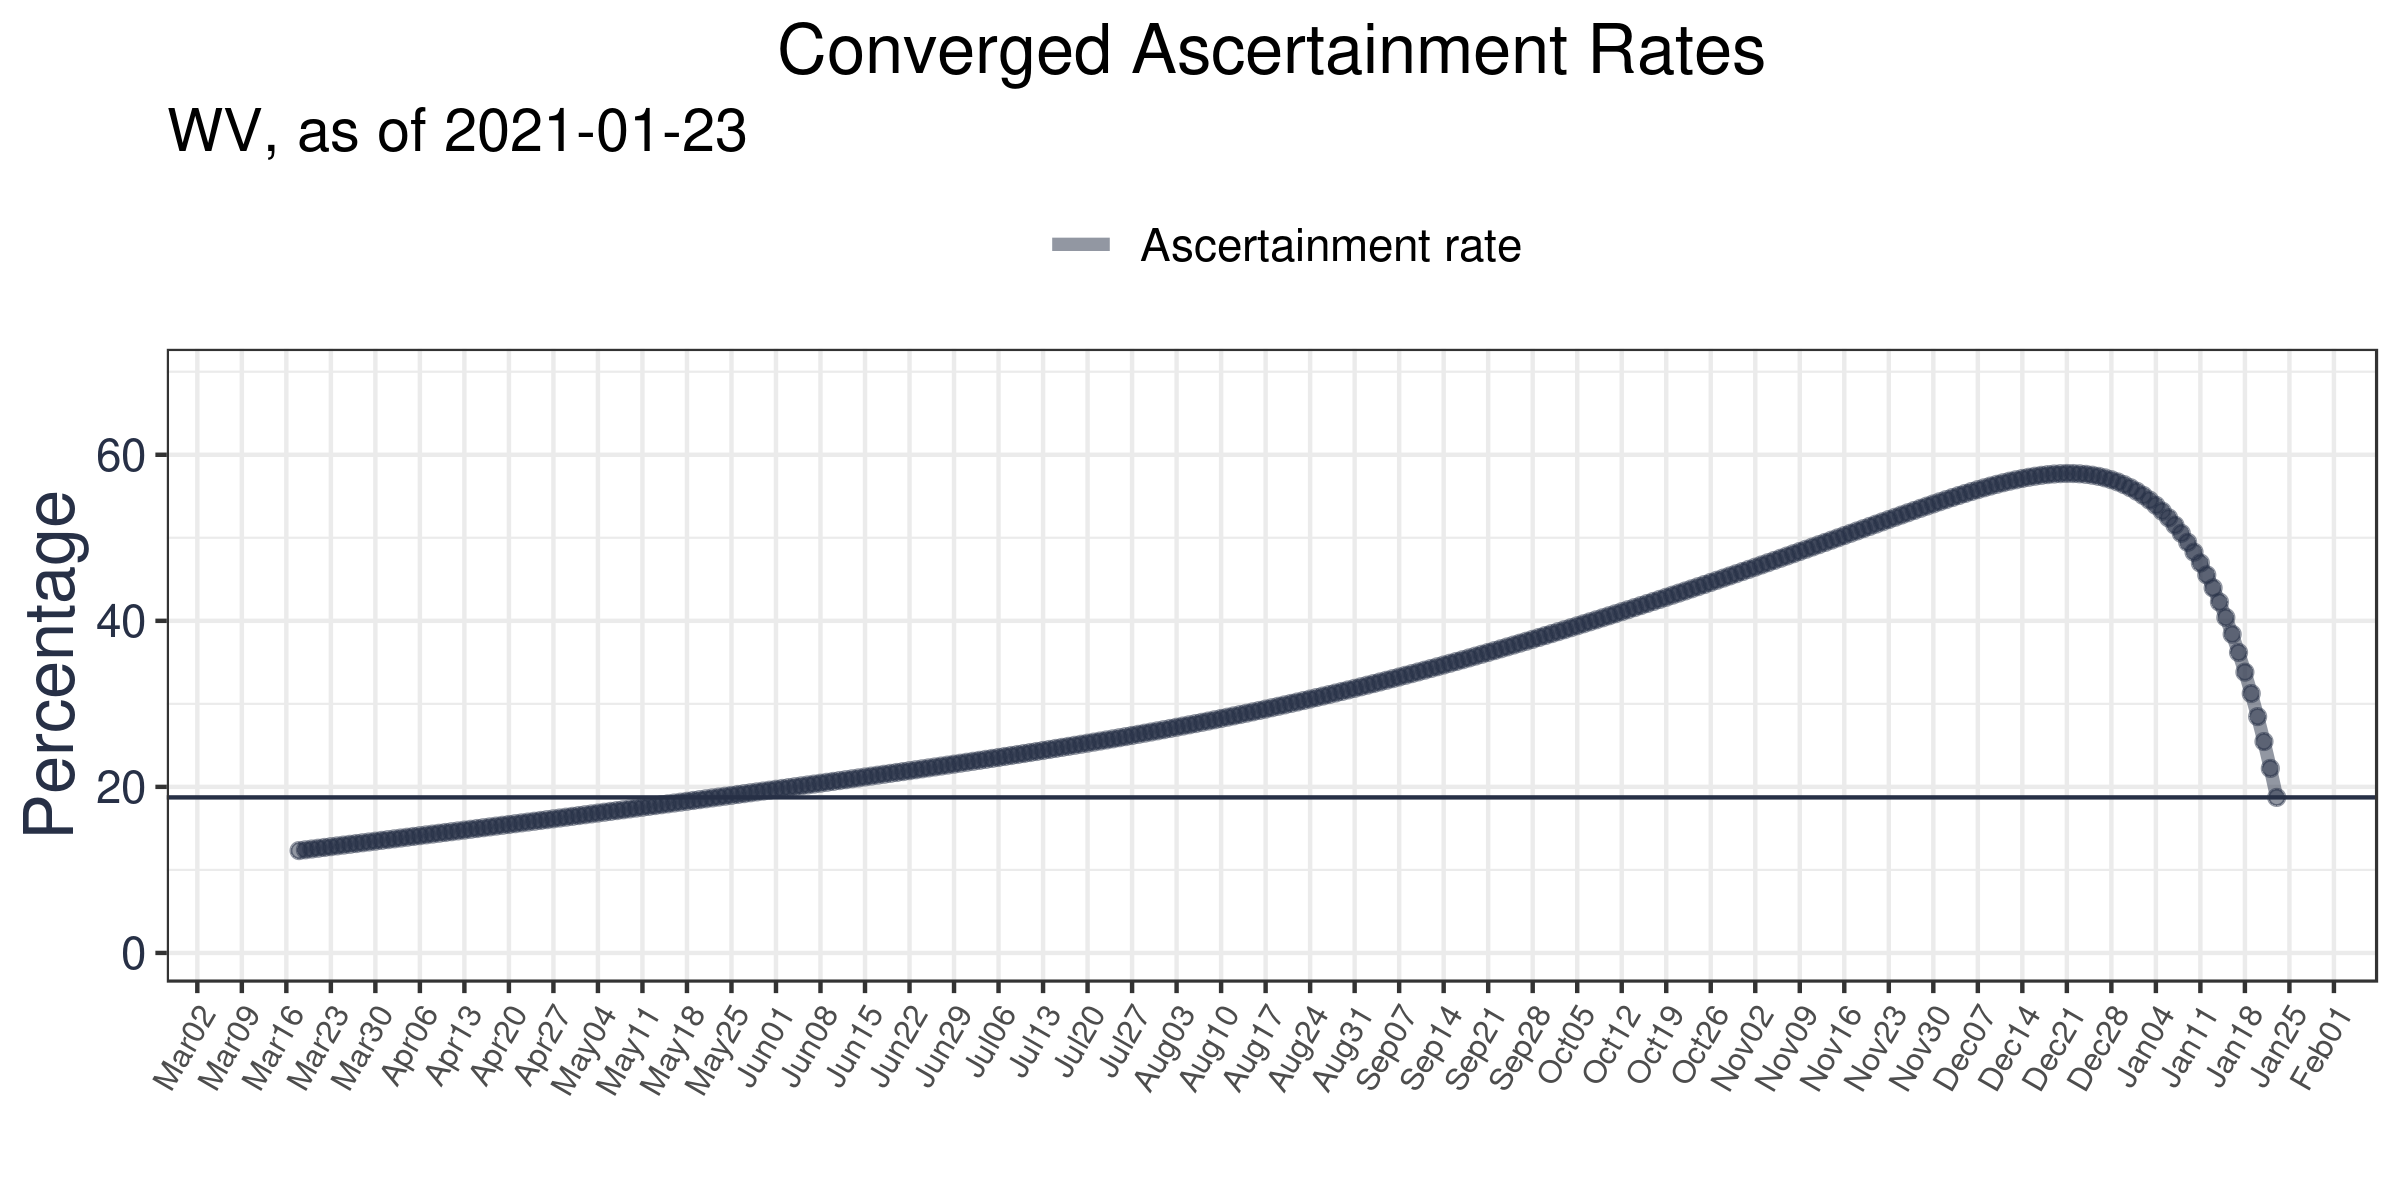 Converged Ascertainment Rates
WV, as of 2021-01-23
Ascertainment rate
Percentage
60
40
20
0
Mar02 Mar09 Mar16 Mar23 Mar30 Apr06 Apr13 Apr20 Apr27 May04 May11 May18 May25 Jun01 Jun08 Jun15 Jun22 Jun29 Jul06 Jul13 Jul20 Jul27 Aug03 Aug10 Aug17 Aug24 Aug31 Sep07 Sep14 Sep21 Sep28 Oct05 Oct12 Oct19 Oct26 Nov02 Nov09 Nov16 Nov23 Nov30 Dec07 Dec14 Dec21 Dec28 Jan04 Jan11 Jan18 Jan25 Feb01